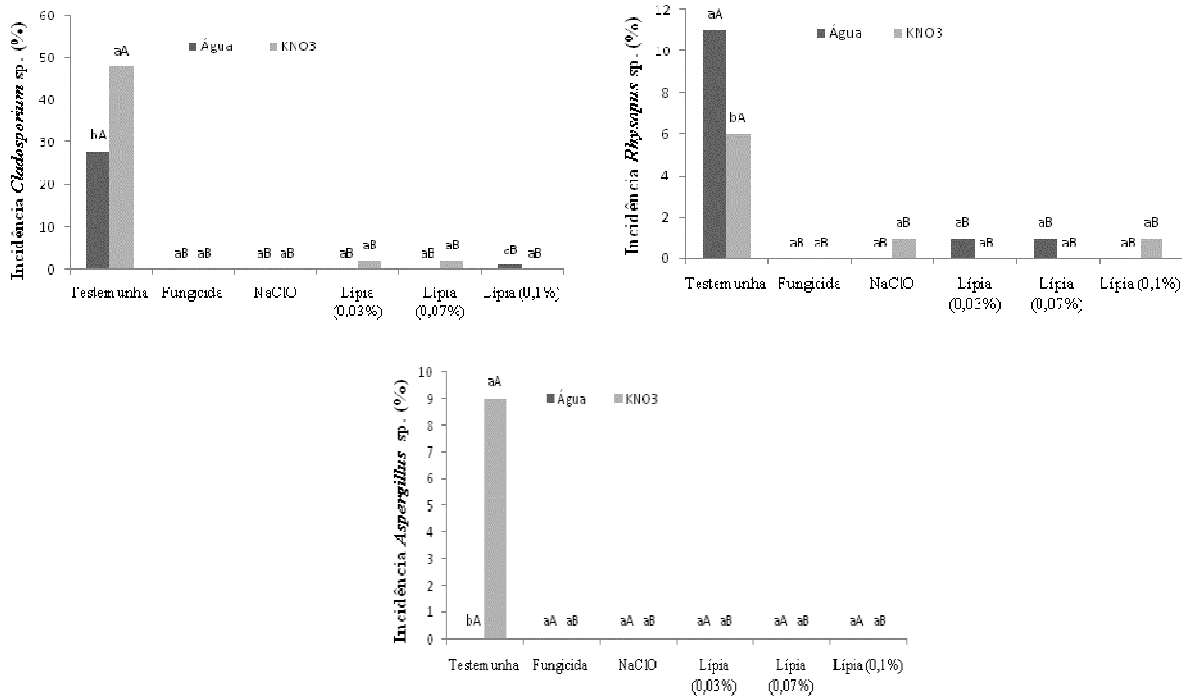 Incidência Cladosporium sp. (%)
60
50
40
30
20
10
0
Água KNO3
bA aA
aB aB
aB aB
aB aB
aB aB
aB aB
Testemunha Fungicida NaClO Lípia (0,03%) Lípia (0,07%) Lípia (0,1%)
Incidência Rhysopus sp. (%)
12
10
8
6
4
2
0
Água KNO3
aA bA
aB aB
aB aB
aB aB
aB aB
aB aB
Testemunha Fungicida NaClO Lípia (0,03%) Lípia (0,07%) Lípia (0,1%)
Incidência Aspergillus sp. (%)
10
9
8
7
6
5
4
3
2
1
0
Água KNO3
bA aA
aA aB
aA aB
aA aB
aA aB
aA aB
Testemunha Fungicida NaClO Lípia (0,03%) Lípia (0,07%) Lípia (0,1%)